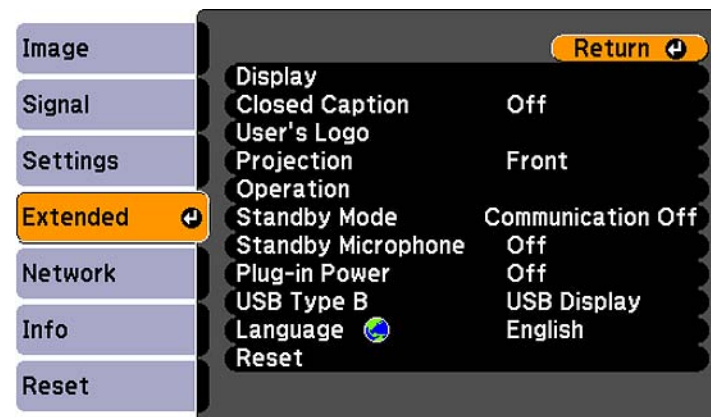 Image
Signal
Settings
Extended
Network
Info
Reset
Return
Display
Closed Caption Off
User's Logo
Projection Front
Operation
Standby Mode Communication Off
Standby Microphone Off
Plug-in Power Off
USB Type B USB Display
Language English
Reset